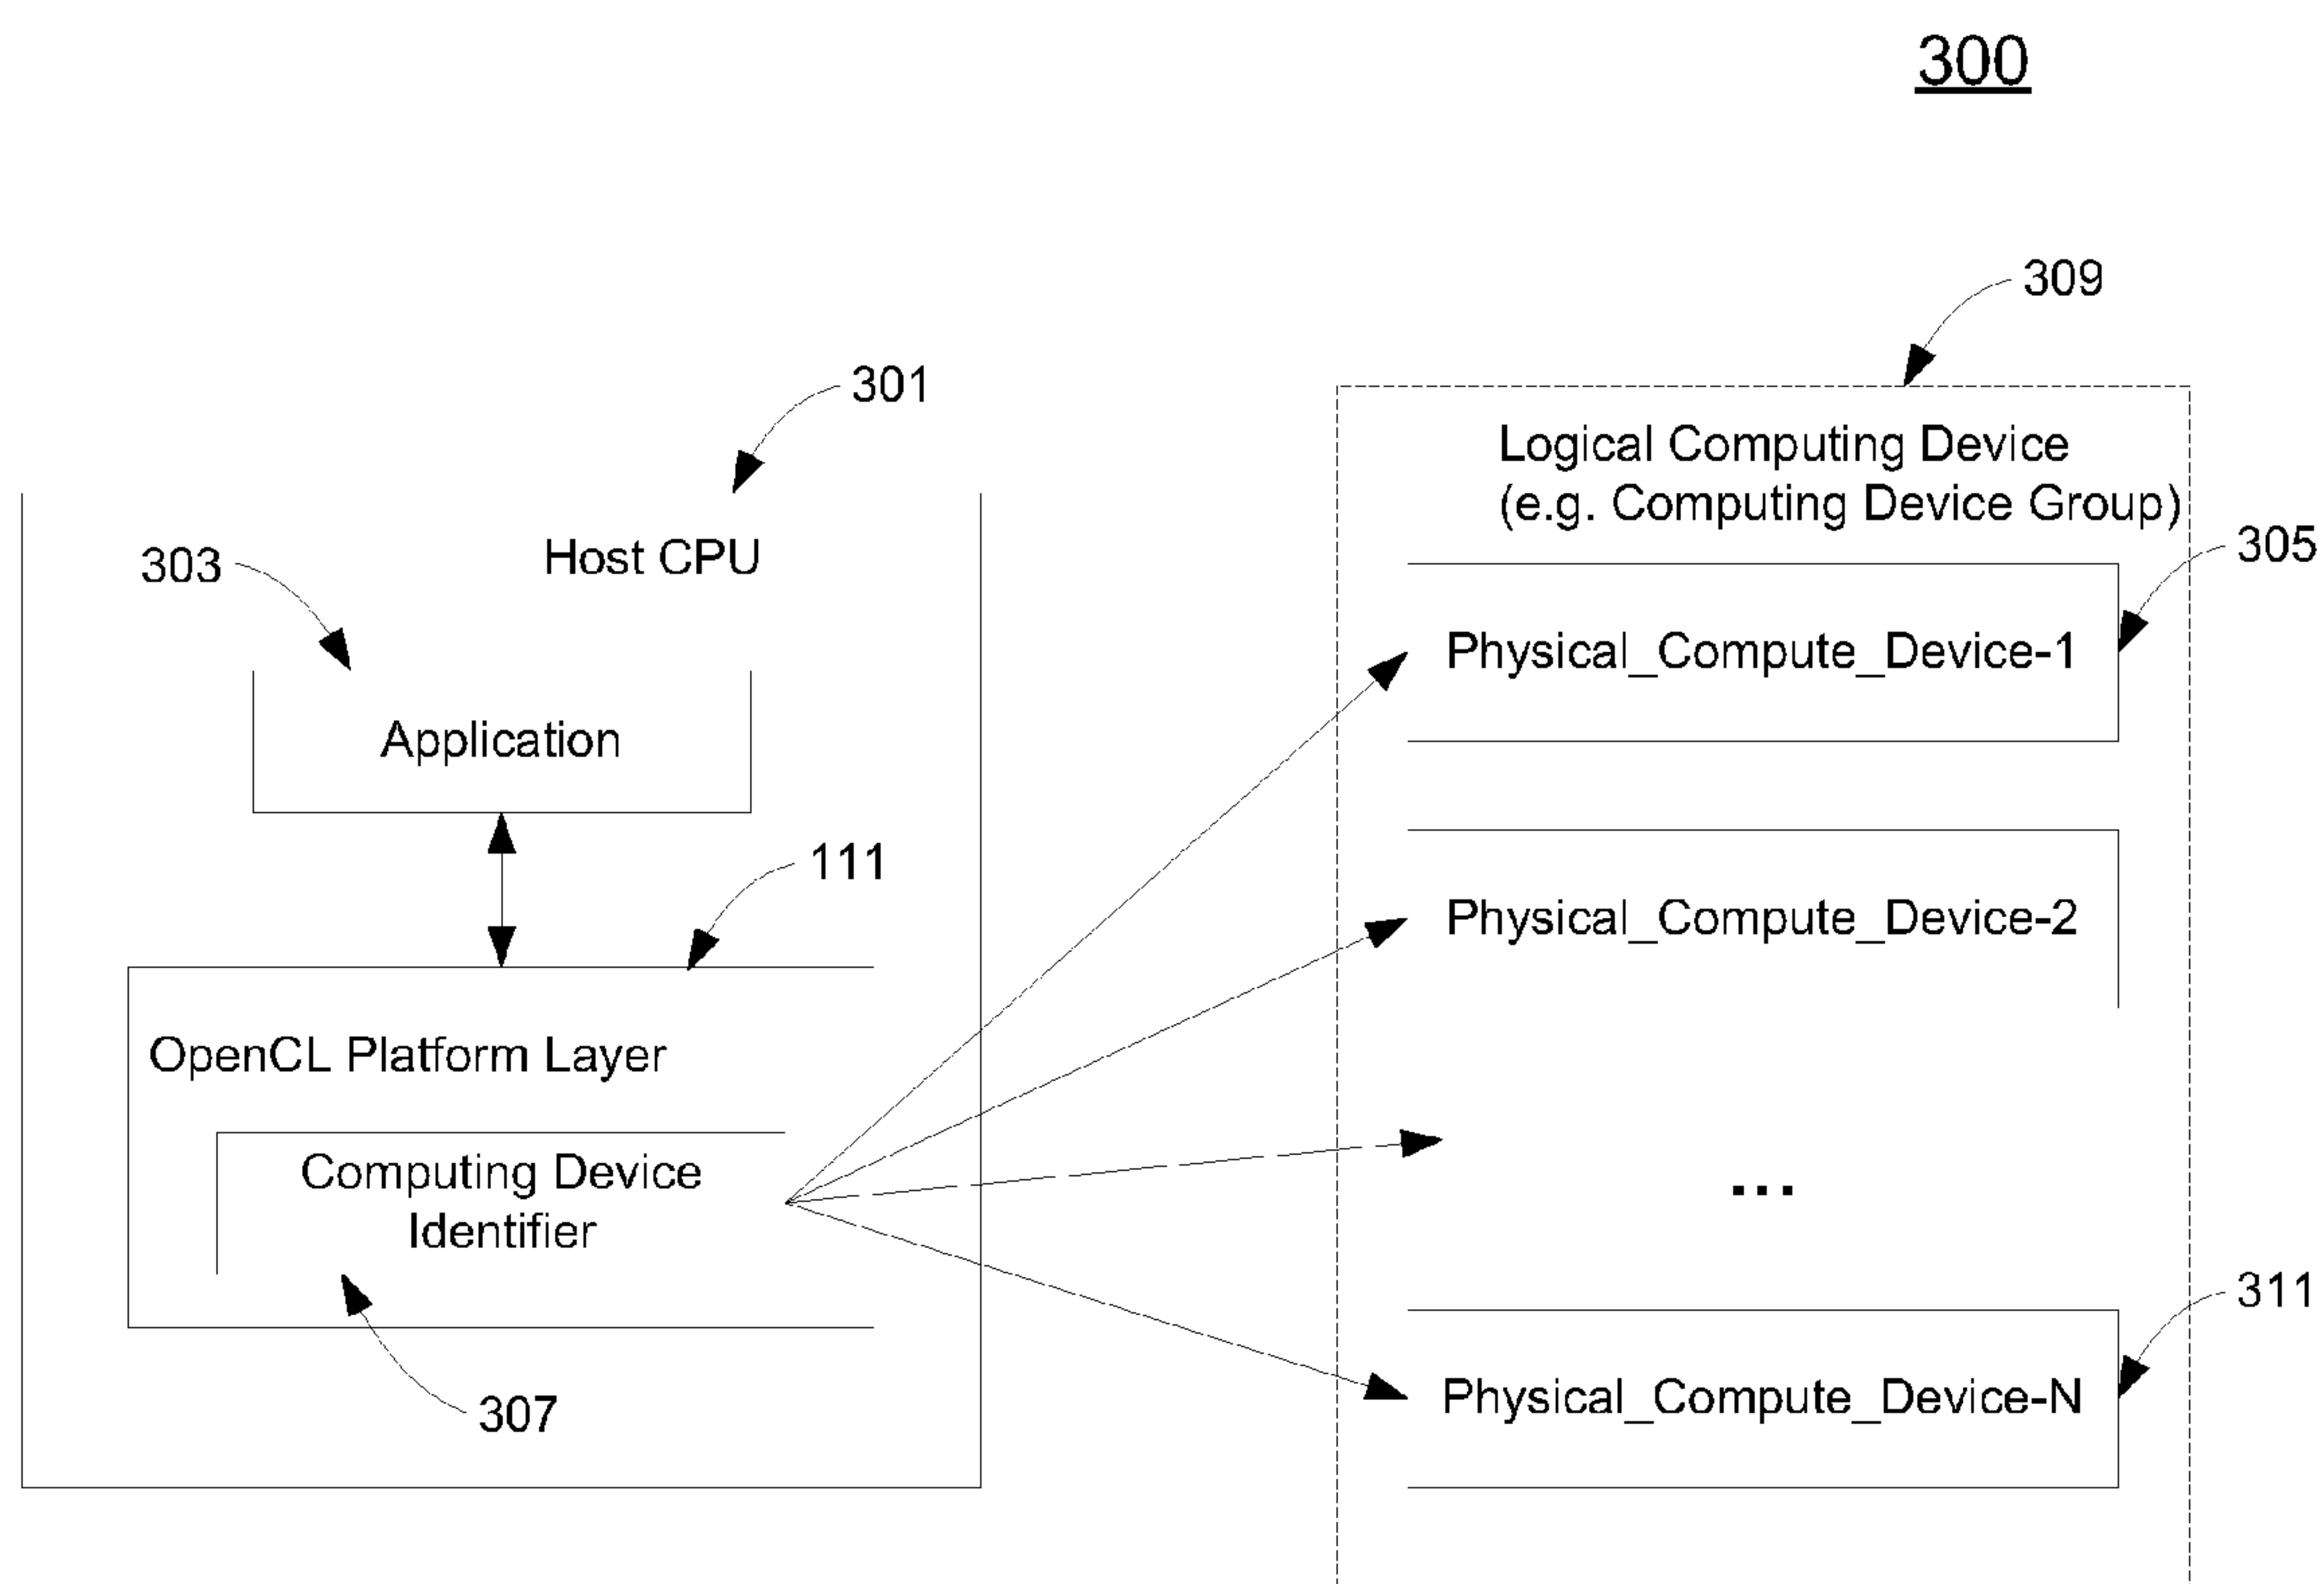 300
309
301
Logical Computing Device
(e.g. Computing Device Group)
Host CPU
303
305
Physical_Compute_Device-1
Application
111
Physical_Compute_Device-2
OpenCL Platform Layer
Computing Device
Identifier
...
311
Physical_Compute_Device-N
307